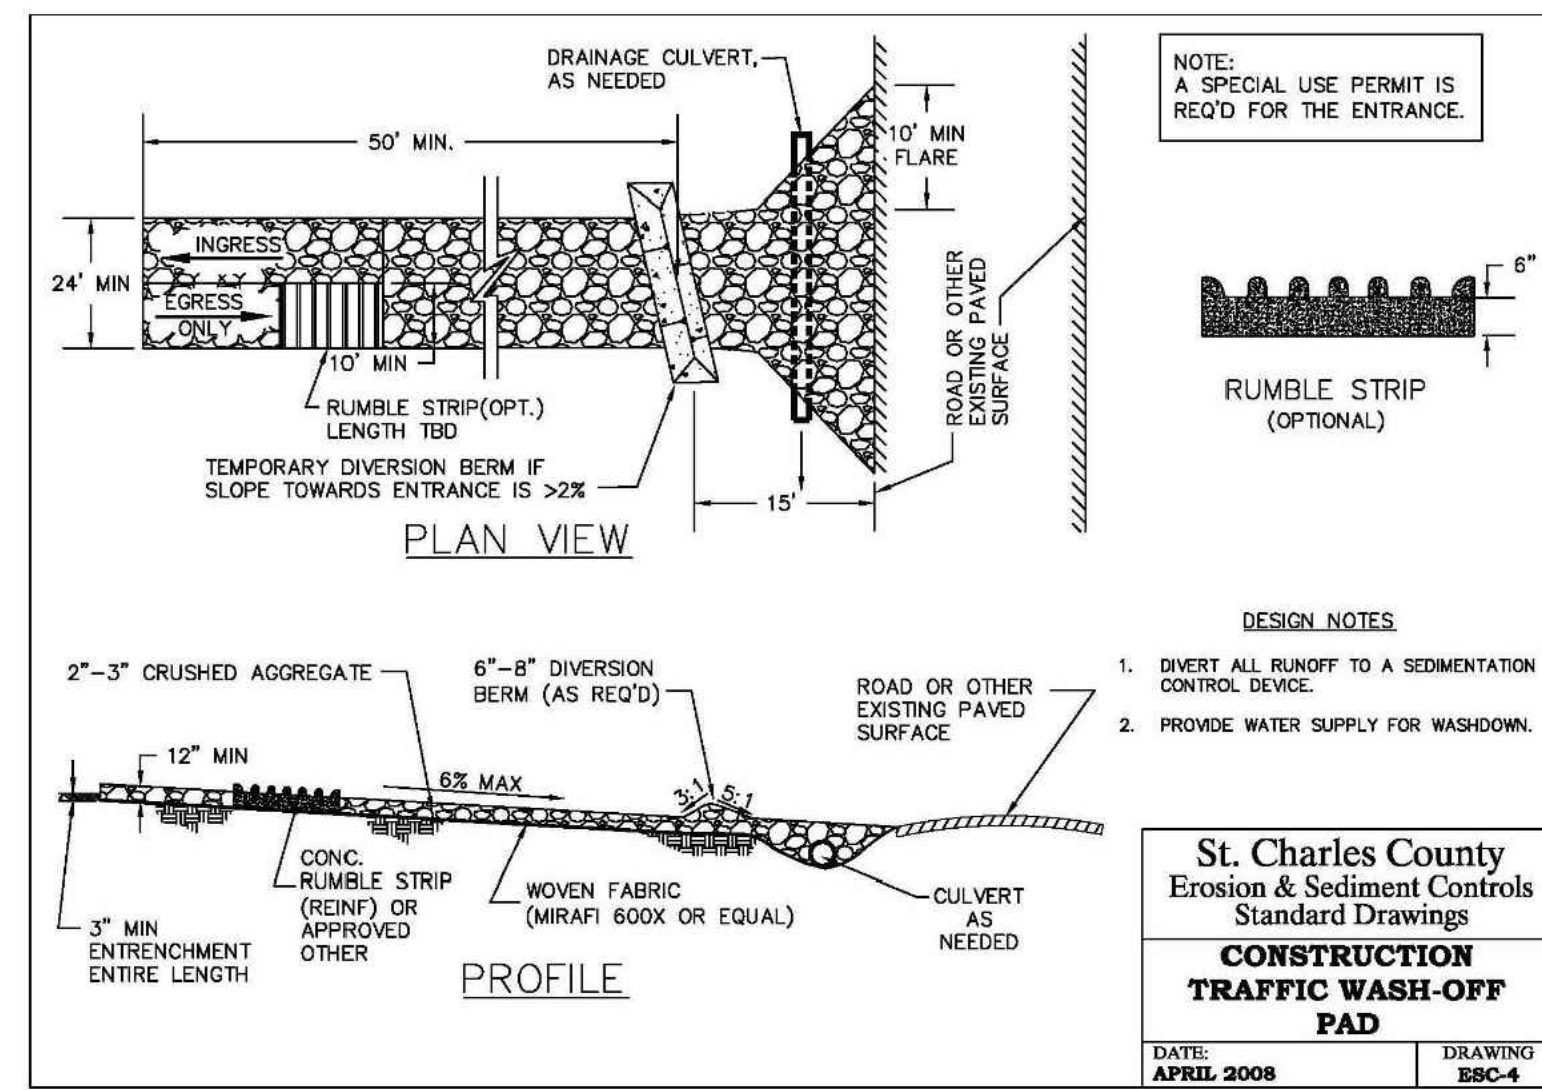 DRAINAGE CULVERT,
AS NEEDED
NOTE:
A SPECIAL USE PERMIT IS
REQ'D FOR THE ENTRANCE.
50' MIN.
10' MIN
FLARE
INGRESS
24' MIN
EGRESS
ONLY
10' MIN
RUMBLE STRIP(OPT.)
LENGTH TBD
TEMPORARY DIVERSION BERM IF
SLOPE TOWARDS ENTRANCE IS >2%
15'
ROAD OR OTHER
EXISTING PAVED
SURFACE
PLAN VIEW
6"
RUMBLE STRIP
(OPTIONAL)
DESIGN NOTES
1. DIVERT ALL RUNOFF TO A SEDIMENTATION
CONTROL DEVICE.
2. PROVIDE WATER SUPPLY FOR WASHDOWN.
2"-3" CRUSHED AGGREGATE
6"-8" DIVERSION
BERM (AS REQ'D)
ROAD OR OTHER
EXISTING PAVED
SURFACE
12" MIN
6% MAX
3:1
5:1
3" MIN
ENTRENCHMENT
ENTIRE LENGTH
CONC.
RUMBLE STRIP
(REINF) OR
APPROVED
OTHER
WOVEN FABRIC
(MIRAFI 600X OR EQUAL)
CULVERT
AS
NEEDED
PROFILE
St. Charles County
Erosion & Sediment Controls
Standard Drawings
CONSTRUCTION
TRAFFIC WASH-OFF
PAD
DATE:
APRIL 2008
DRAWING
ESC-4